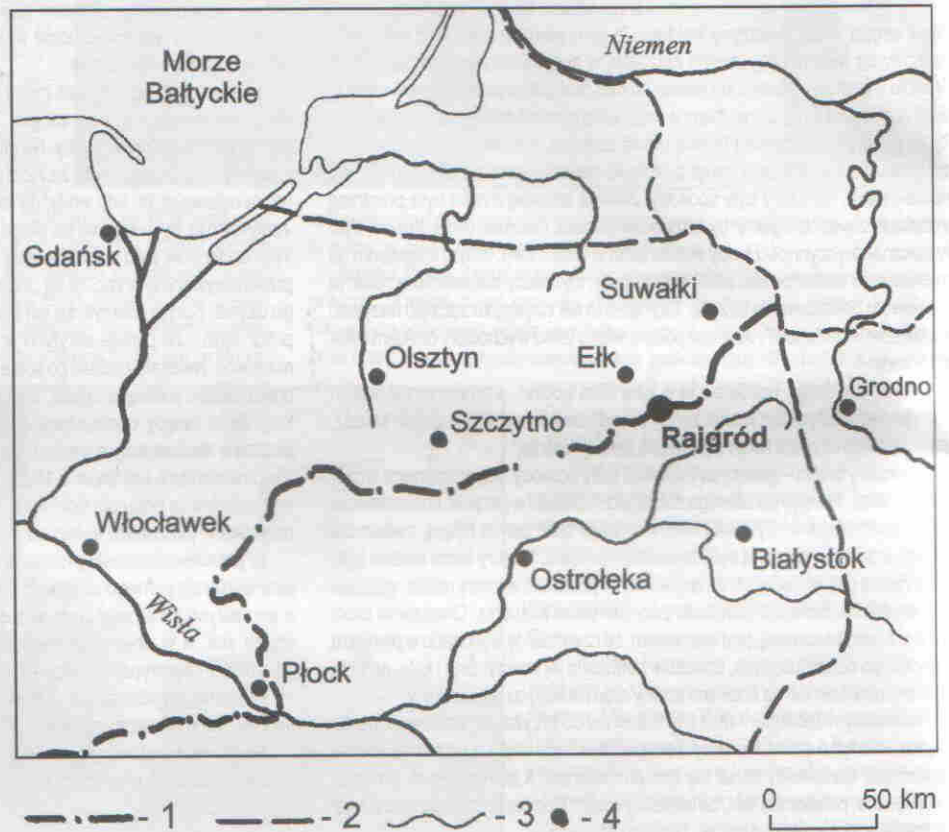 Niemen
Morze
Bałtyckie
Gdańsk
Suwałki
Olsztyn
Ełk
Grodno
Szczytno
Rajgród
Włocławek
Białystok
Ostrołęka
Wisła
Płock
1 2 3 4 0 50 km